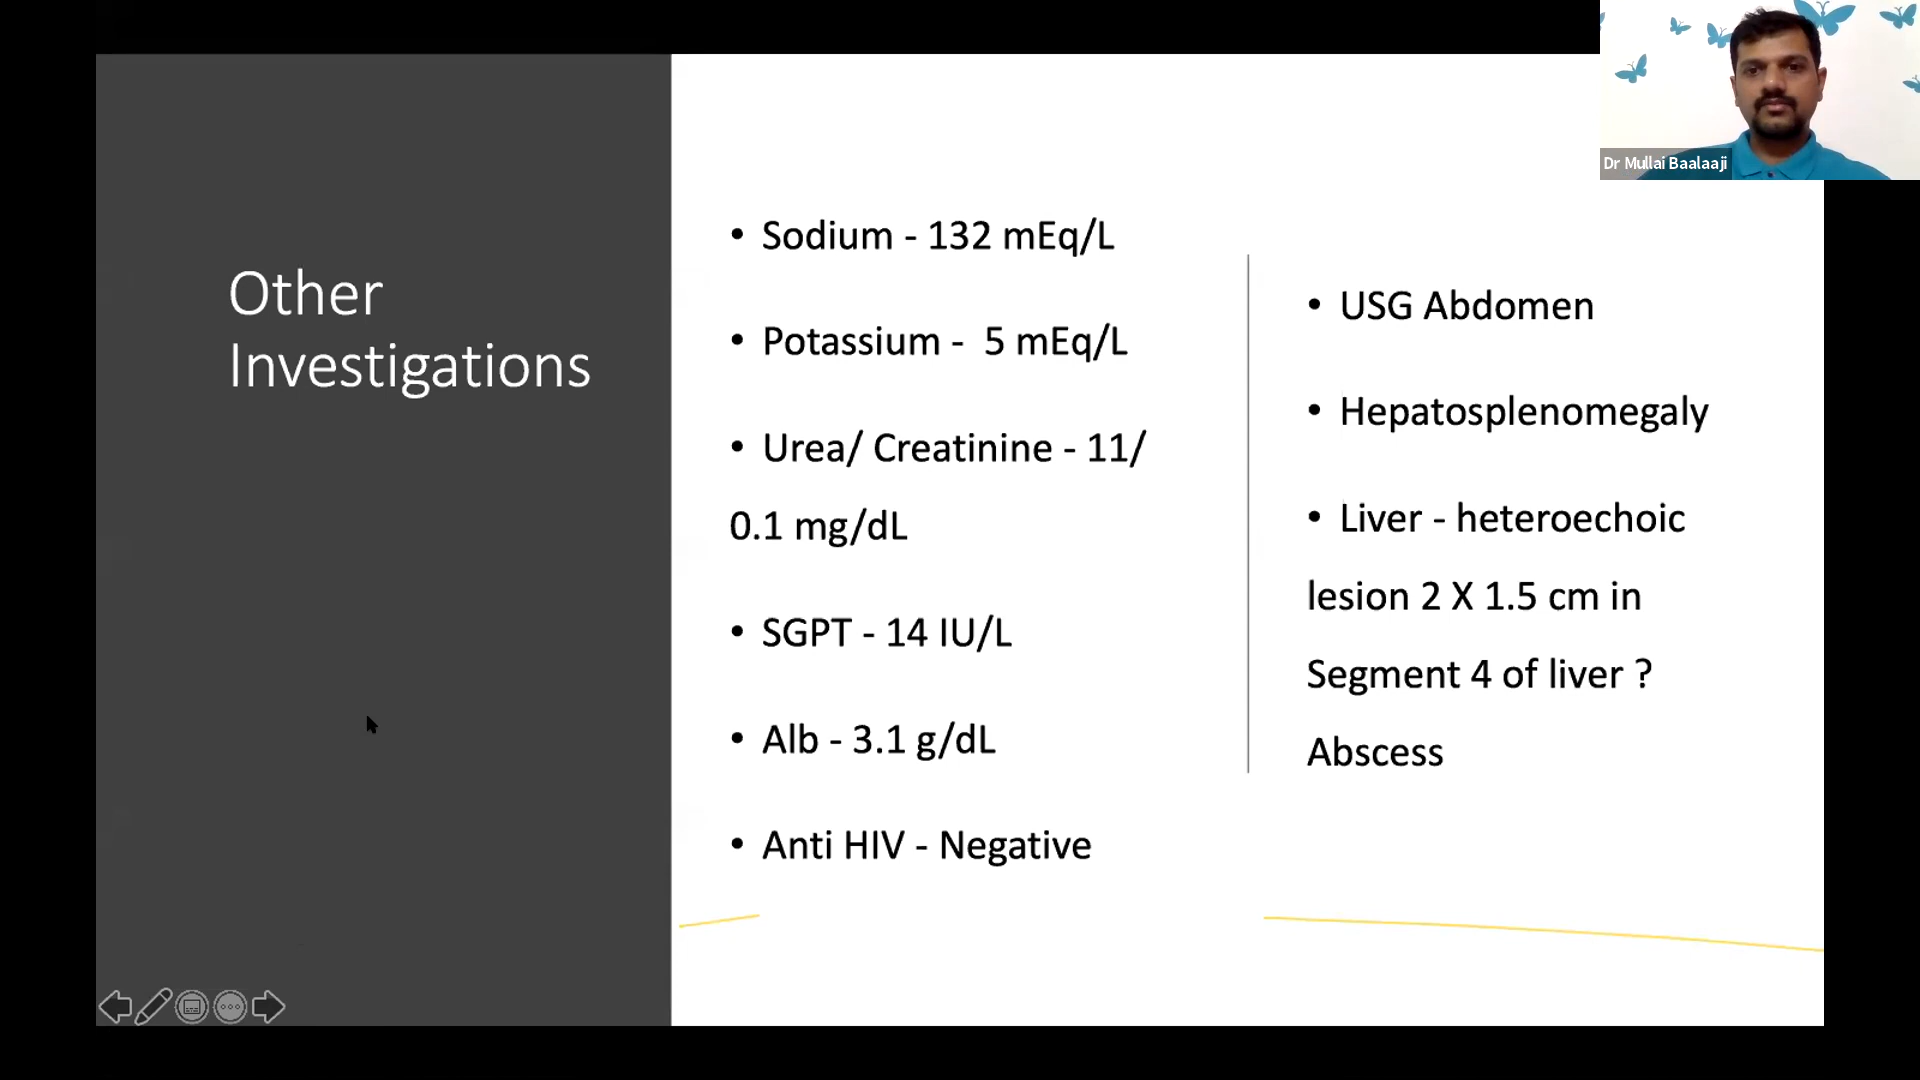 Dr Mullai Baalaaji
Other
Investigations
• Sodium - 132 mEq/L
• Potassium - 5 mEq/L
• Urea/ Creatinine - 11/
0.1 mg/dL
• SGPT - 14 IU/L
• Alb - 3.1 g/dL
• Anti HIV - Negative
• USG Abdomen
• Hepatosplenomegaly
• Liver - heteroechoic
lesion 2 X 1.5 cm in
Segment 4 of liver ?
Abscess